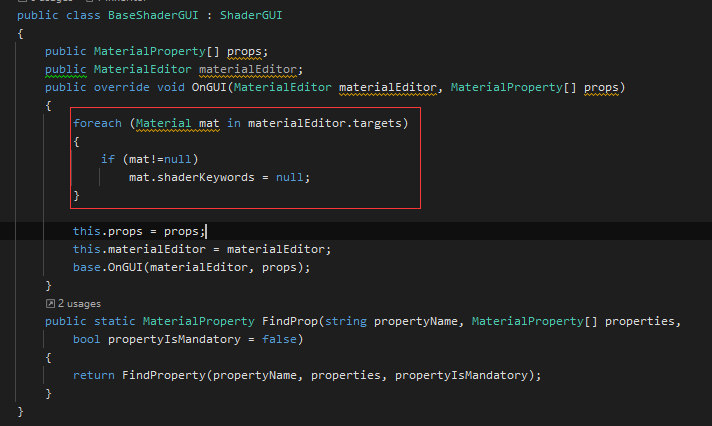 public class BaseShaderGUI : ShaderGUI
{
public MaterialProperty[] props;
public MaterialEditor materialEditor;
public override void OnGUI(MaterialEditor materialEditor, MaterialProperty[] props)
{
foreach (Material mat in materialEditor.targets)
{
if (mat!=null)
mat.shaderKeywords = null;
}
this.props = props;
this.materialEditor = materialEditor;
base.OnGUI(materialEditor, props);
}
2 usages
public static MaterialProperty FindProp(string propertyName, MaterialProperty[] properties,
bool propertyIsMandatory = false)
{
return FindProperty(propertyName, properties, propertyIsMandatory);
}
}